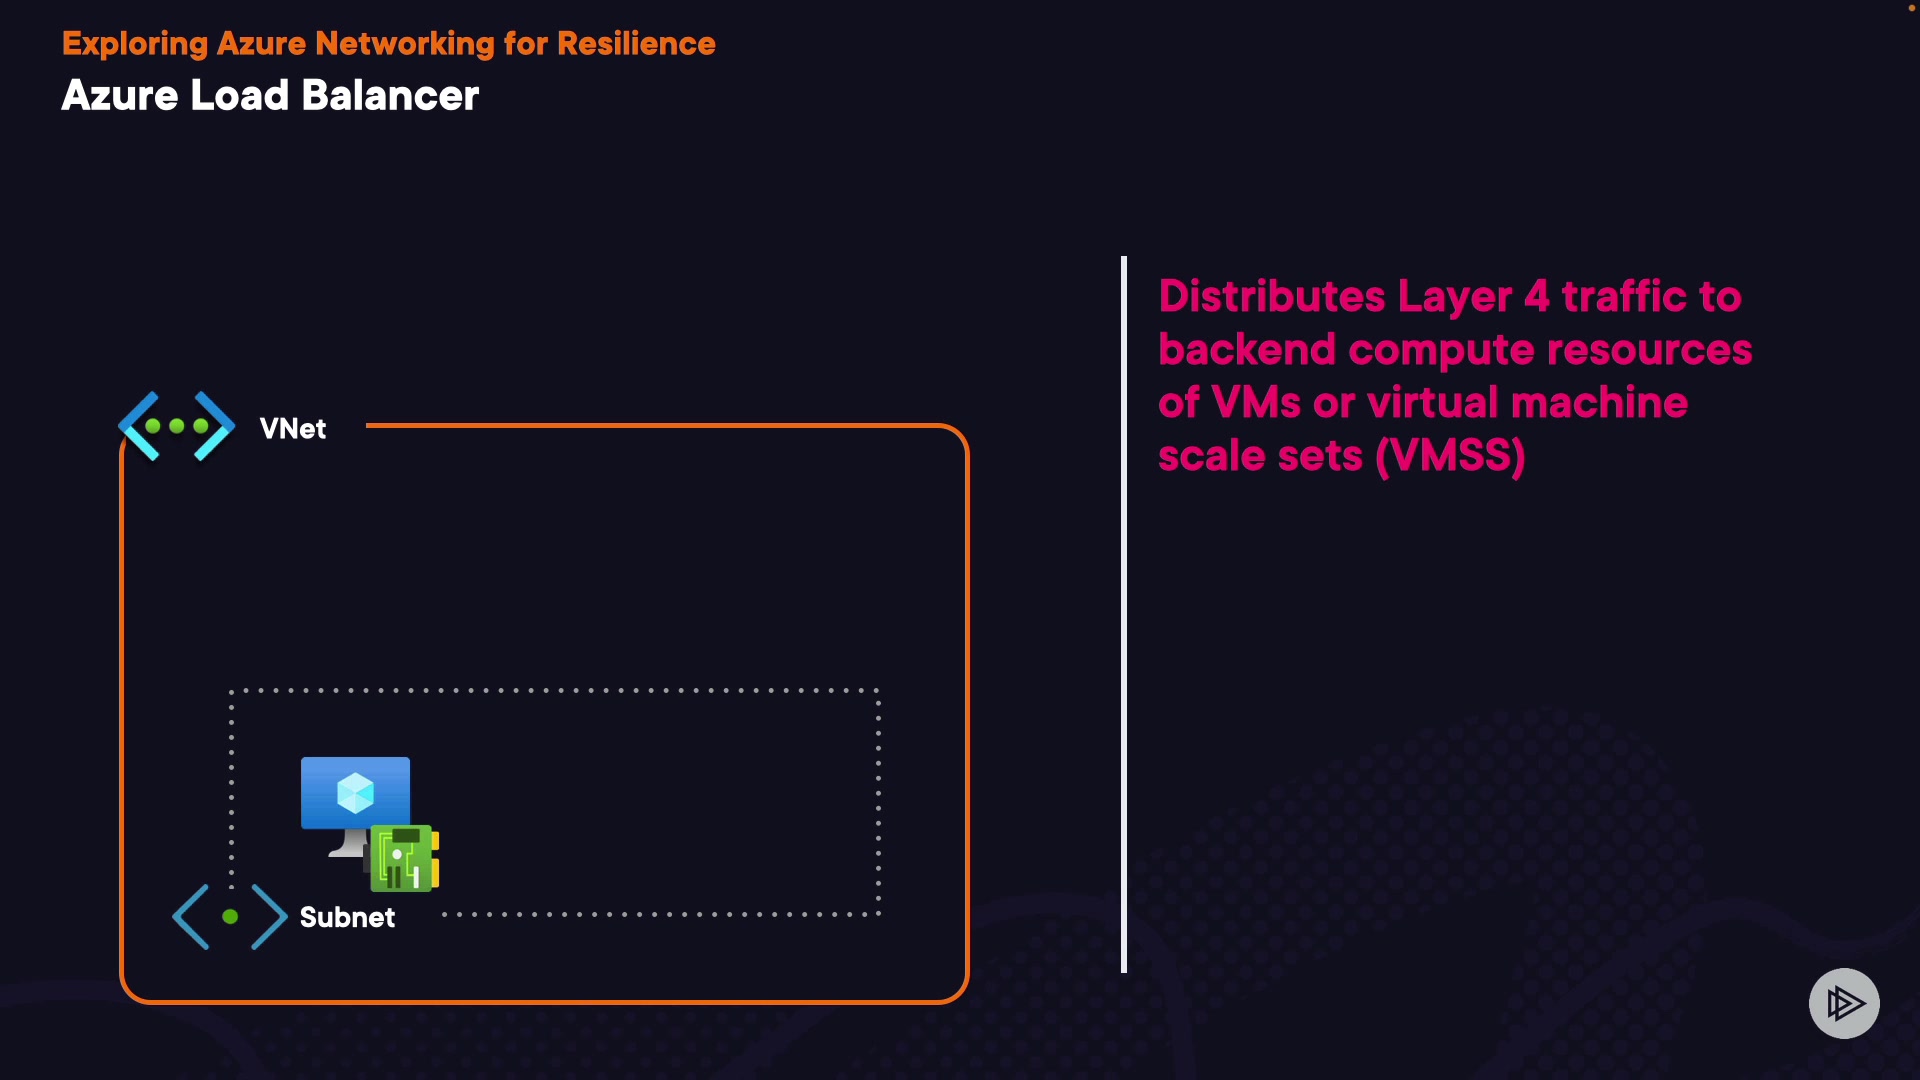 Exploring Azure Networking for Resilience
Azure Load Balancer
Distributes Layer 4 traffic to
backend compute resources
of VMs or virtual machine
scale sets (VMSS)
VNet
Subnet